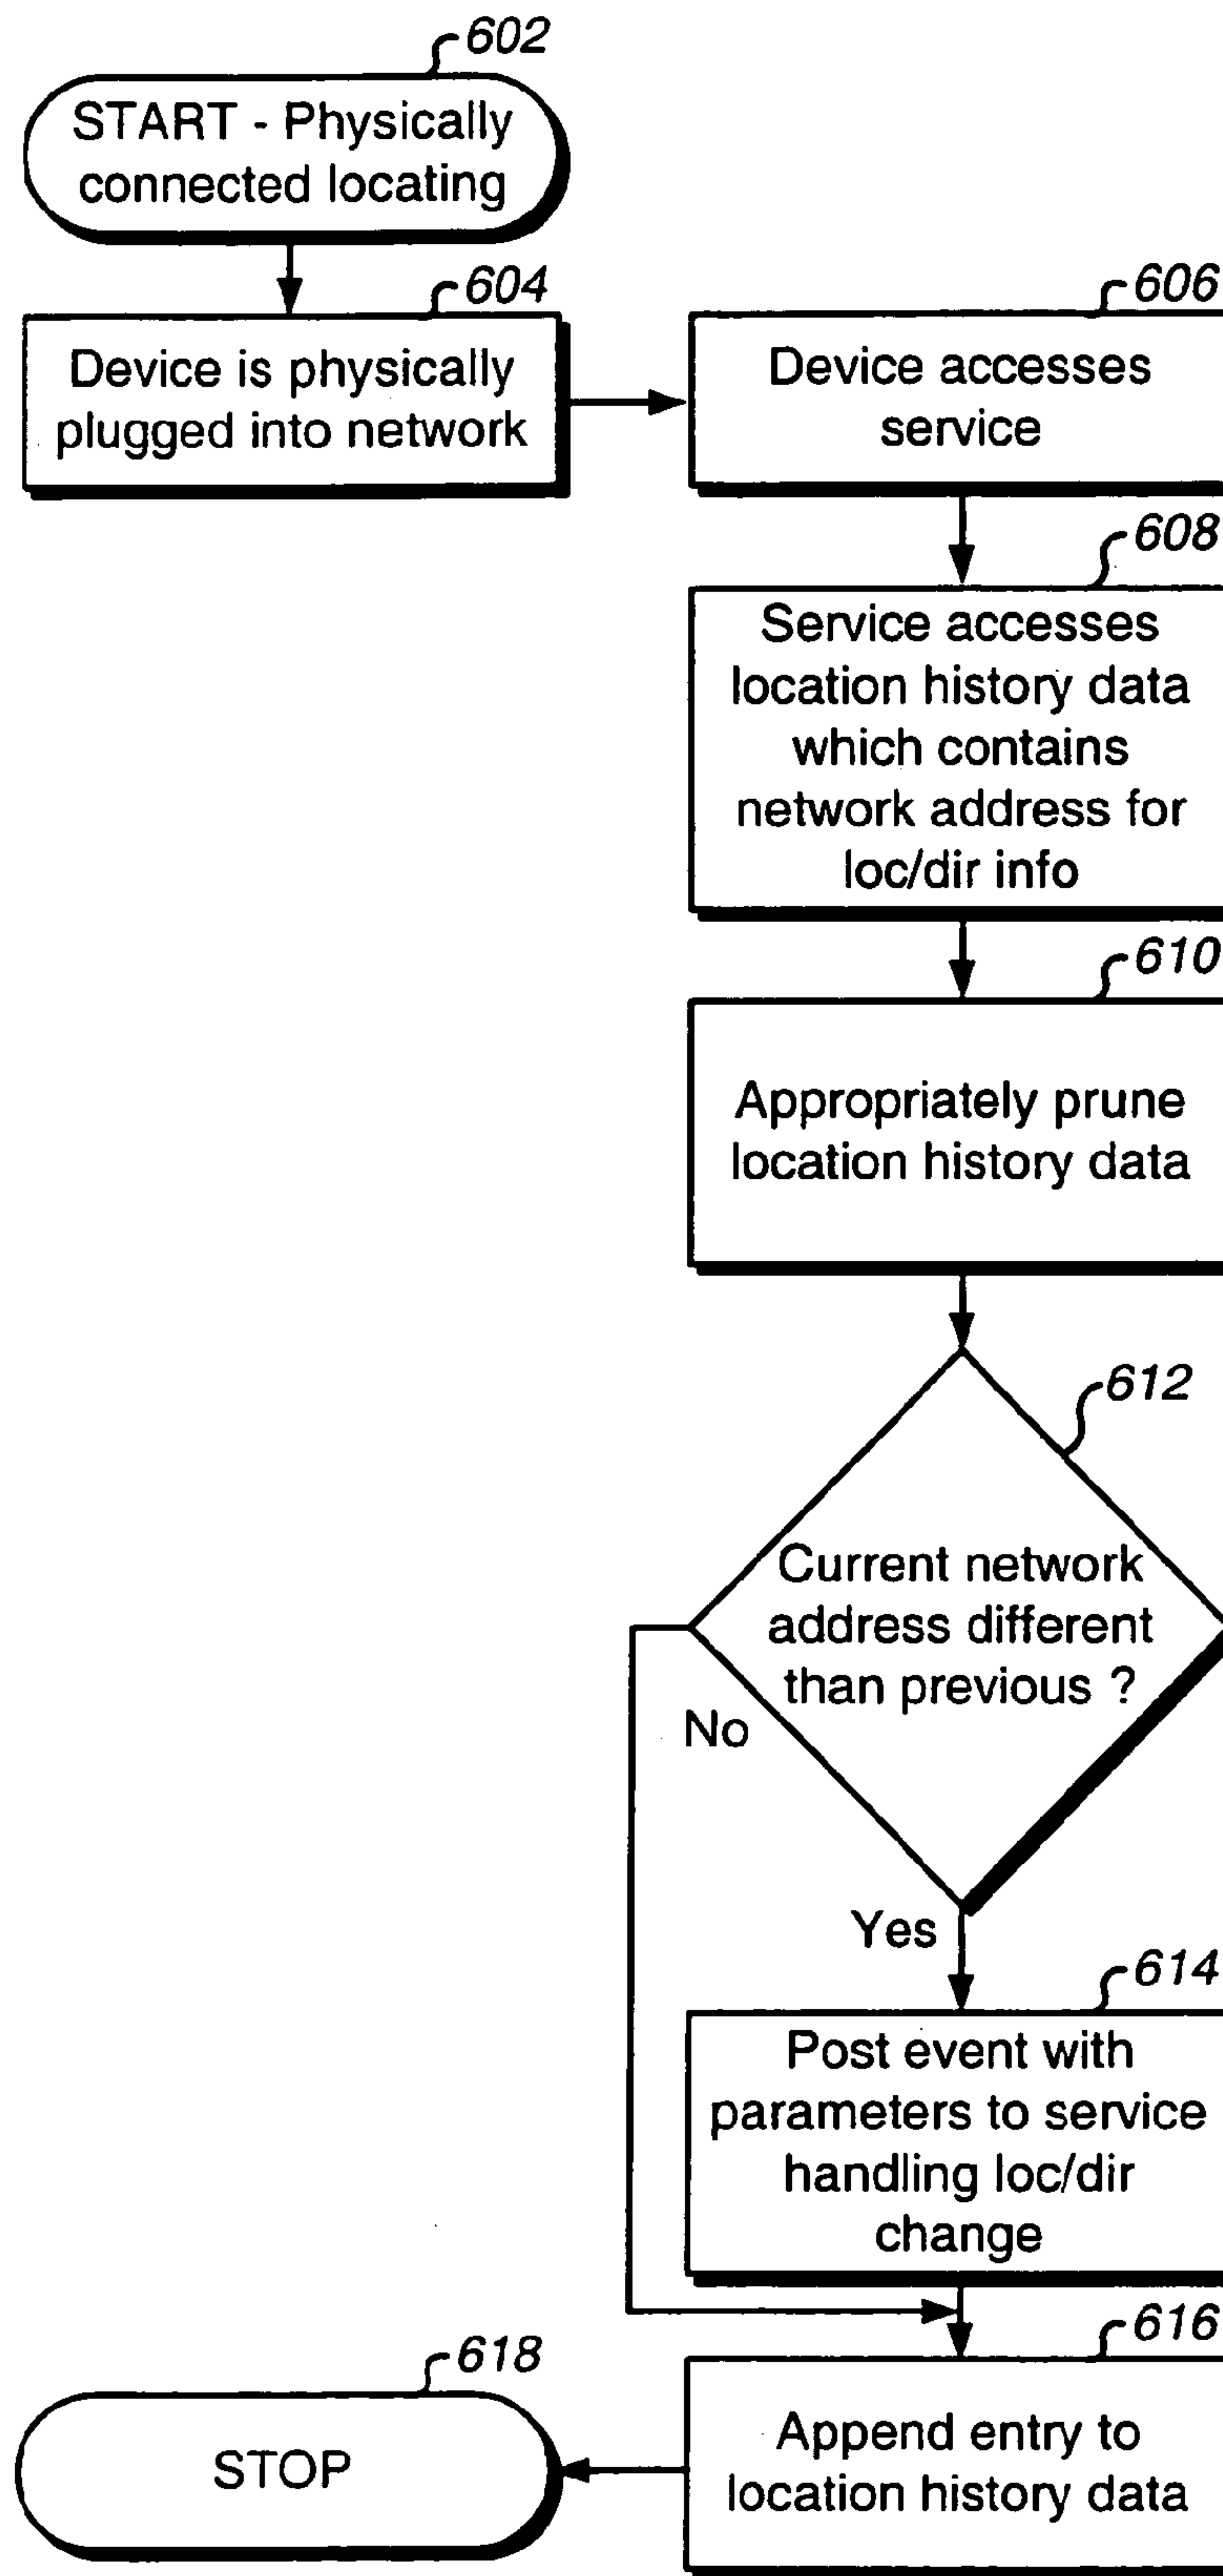 602
START - Physically
connected locating
604
Device is physically
plugged into network
606
Device accesses
service
608
Service accesses
location history data
which contains
network address for
loc/dir info
610
Appropriately prune
location history data
612
Current network
address different
than previous ?
No
Yes
614
Post event with
parameters to service
handling loc/dir
change
616
Append entry to
location history data
618
STOP